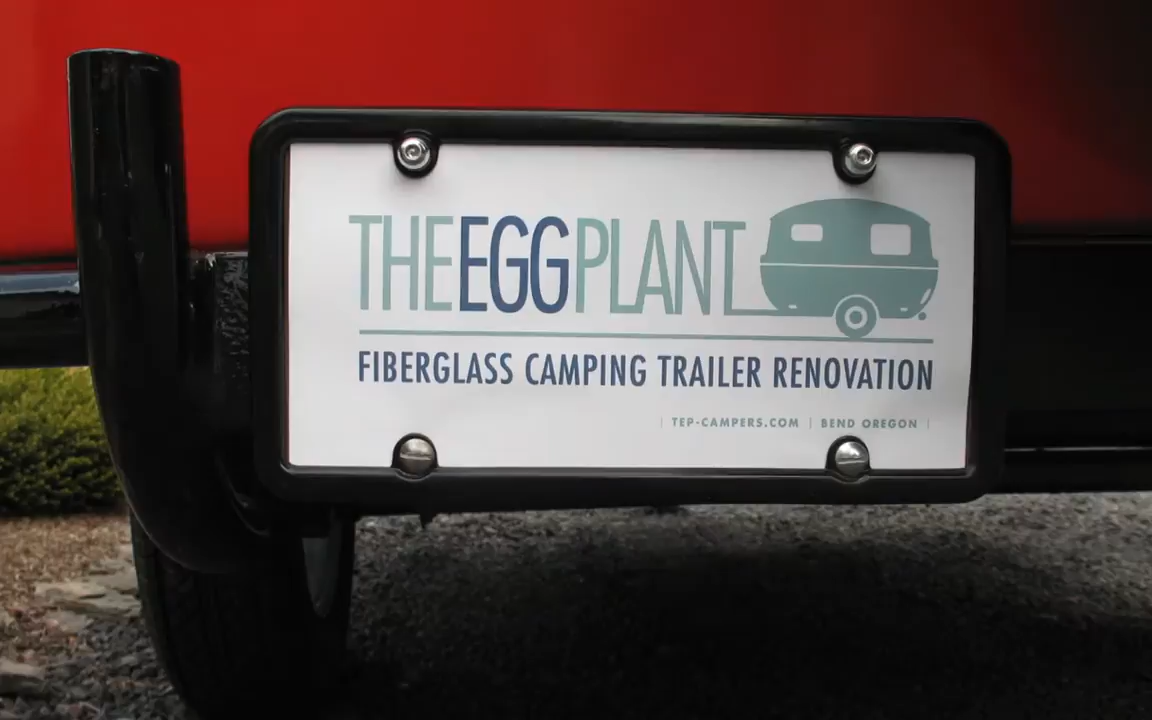 THEEGGPLANT
FIBERGLASS CAMPING TRAILER RENOVATION
| TEP-CAMPERS.COM | BEND OREGON |